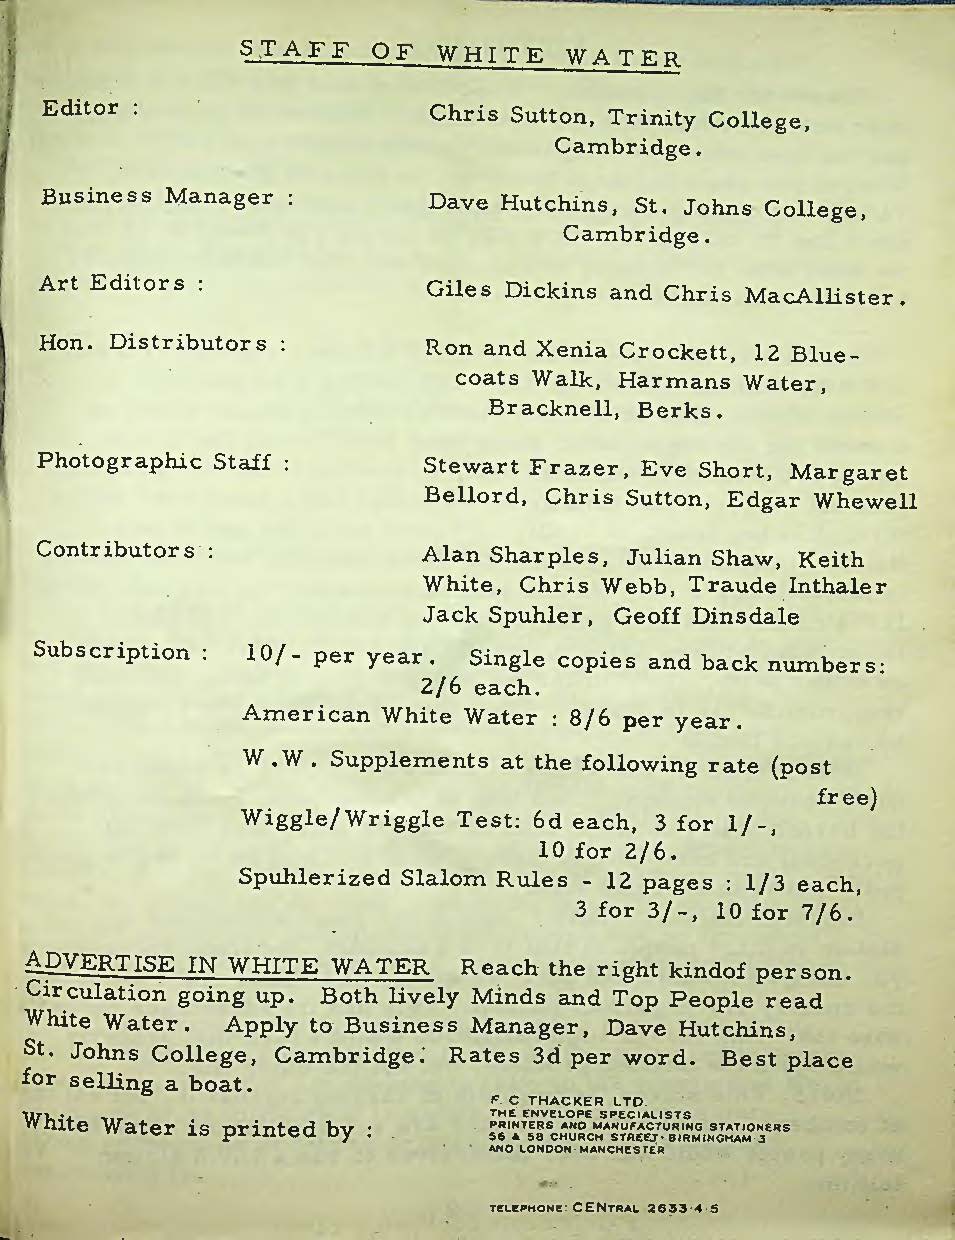 STAFF OF WHITE WATER
Editor : Chris Sutton, Trinity College,
Cambridge.
Business Manager : Dave Hutchins, St. Johns College,
Cambridge.
Art Editors : Giles Dickins and Chris MacAllister.
Hon. Distributors : Ron and Xenia Crockett, 12 Blue-
coats Walk, Harmans Water,
Bracknell, Berks.
Photographic Staff : Stewart Frazer, Eve Short, Margaret
Bellord, Chris Sutton, Edgar Whewell
Contributors : Alan Sharples, Julian Shaw, Keith
White, Chris Webb, Traude Inthaler
Jack Spuhler, Geoff Dinsdale
Subscription : 10/- per year. Single copies and back numbers:
2/6 each.
American White Water : 8/6 per year.
W.W. Supplements at the following rate (post
free)
Wiggle/Wriggle Test: 6d each, 3 for 1/-,
10 for 2/6.
Spuhlerized Slalom Rules - 12 pages : 1/3 each,
3 for 3/-, 10 for 7/6.
ADVERTISE IN WHITE WATER Reach the right kindof person.
Circulation going up. Both lively Minds and Top People read
White Water. Apply to Business Manager, Dave Hutchins,
St. Johns College, Cambridge. Rates 3d per word. Best place
for selling a boat.
White Water is printed by :
F. C THACKER LTD.
THE ENVELOPE SPECIALISTS
PRINTERS AND MANUFACTURING STATIONERS
56 & 58 CHURCH STREET · BIRMINGHAM 3
AND LONDON · MANCHESTER
TELEPHONE: CENTRAL 2633·4·5